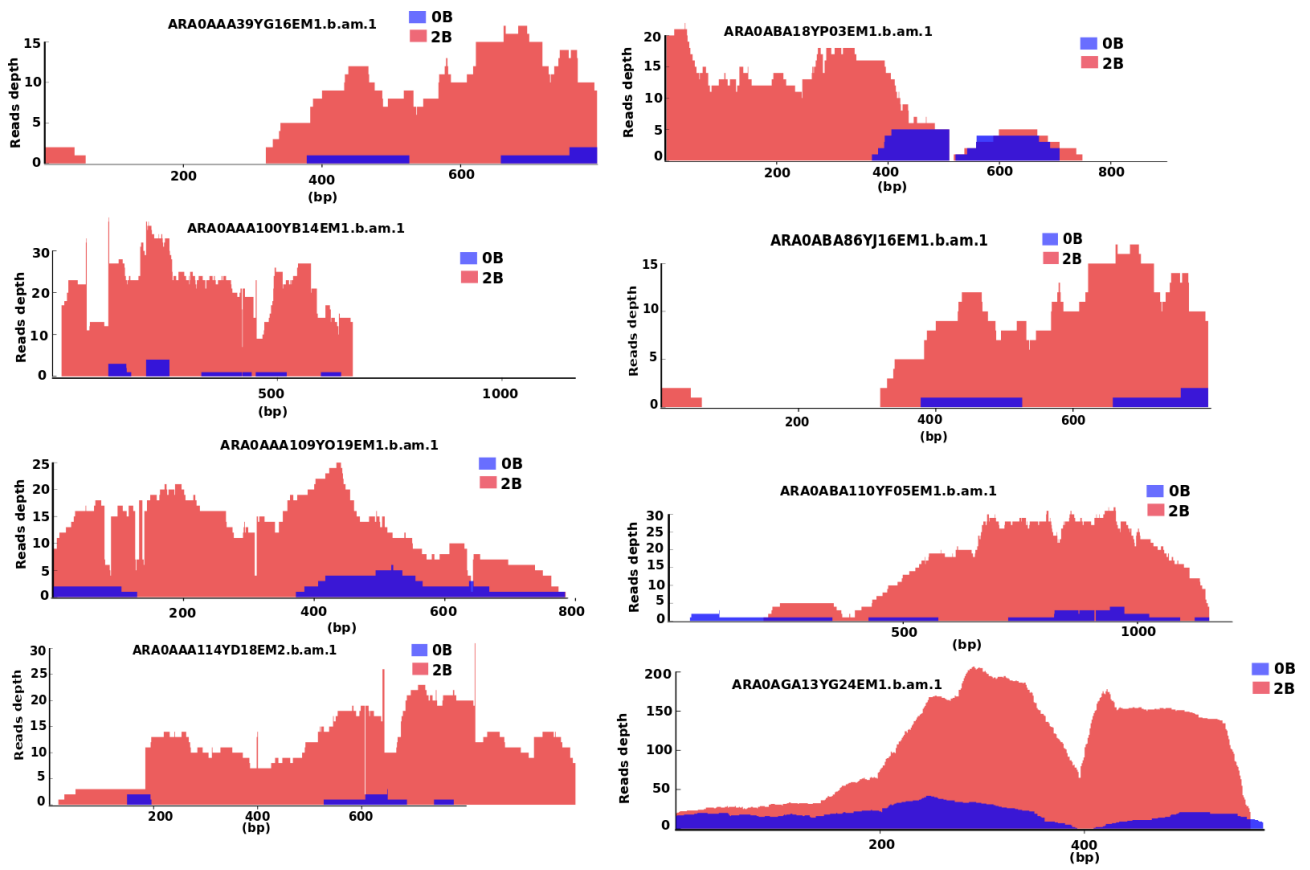 ARA0AAA39YG16EM1.b.am.1
0B
2B
Reads depth
15
10
5
0
200
400
600
(bp)
ARA0ABA18YP03EM1.b.am.1
0B
2B
Reads depth
20
15
10
5
0
200
400
600
800
(bp)
ARA0AAA100YB14EM1.b.am.1
0B
2B
Reads depth
30
20
10
0
500
1000
(bp)
ARA0ABA86YJ16EM1.b.am.1
0B
2B
Reads depth
15
10
5
0
200
400
600
(bp)
ARA0AAA109YO19EM1.b.am.1
0B
2B
Reads depth
25
20
15
10
5
0
200
400
600
800
(bp)
ARA0ABA110YF05EM1.b.am.1
0B
2B
Reads depth
30
25
20
15
10
5
0
500
1000
(bp)
ARA0AAA114YD18EM2.b.am.1
0B
2B
Reads depth
30
25
20
15
10
5
0
200
400
600
(bp)
ARA0AGA13YG24EM1.b.am.1
0B
2B
Reads depth
200
150
100
50
0
200
400
(bp)